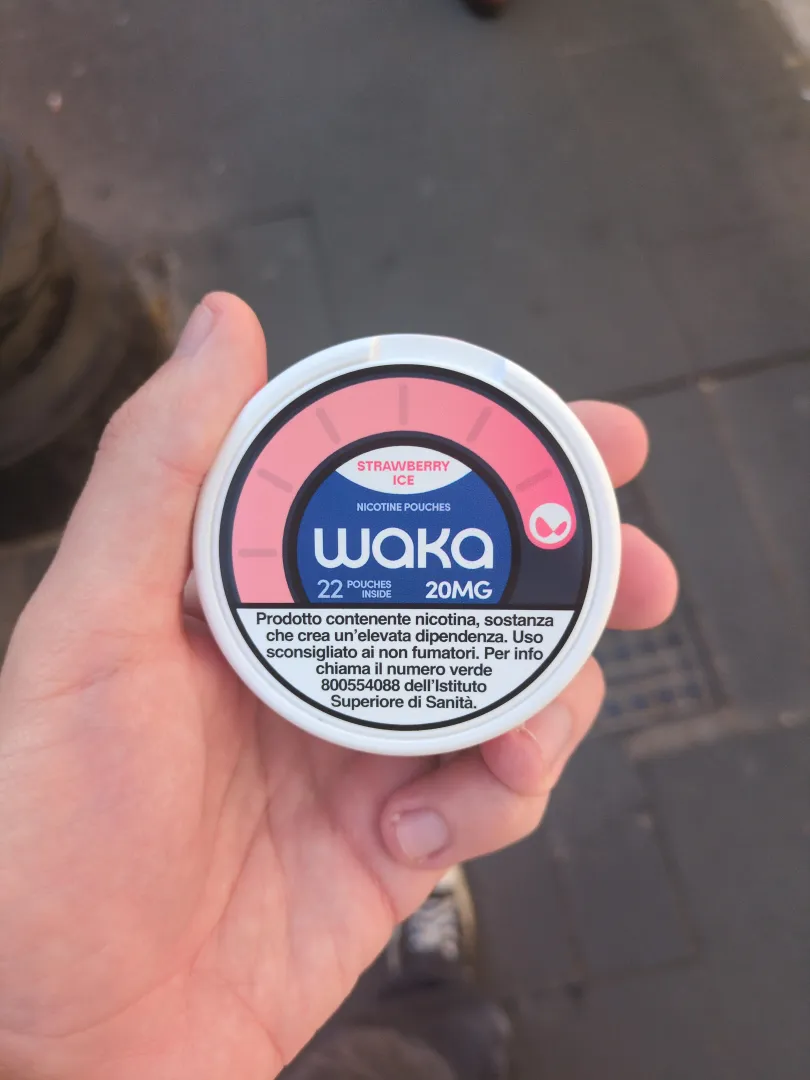 STRAWBERRY
ICE
NICOTINE POUCHES
waka
22 POUCHES
INSIDE
20MG
Prodotto contenente nicotina, sostanza
che crea un'elevata dipendenza. Uso
sconsigliato ai non fumatori. Per info
chiama il numero verde
800554088 dell'Istituto
Superiore di Sanità.